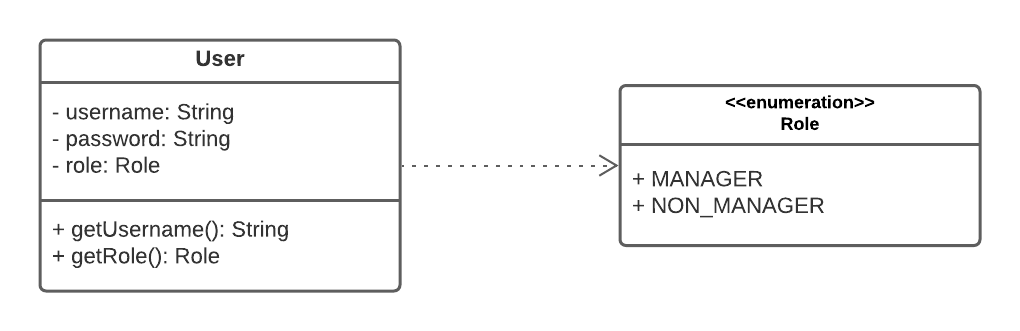 User
- username: String
- password: String
- role: Role
+ getUsername(): String
+ getRole(): Role
<<enumeration>>
Role
+ MANAGER
+ NON_MANAGER